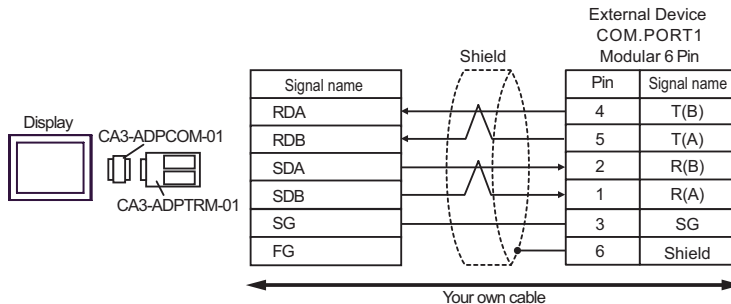 External Device
COM.PORT1
Modular 6 Pin
Shield
Signal name
Pin Signal name
RDA 4 T(B)
RDB 5 T(A)
SDA 2 R(B)
SDB 1 R(A)
SG 3 SG
FG 6 Shield
Display
CA3-ADPCOM-01
CA3-ADPTRM-01
Your own cable